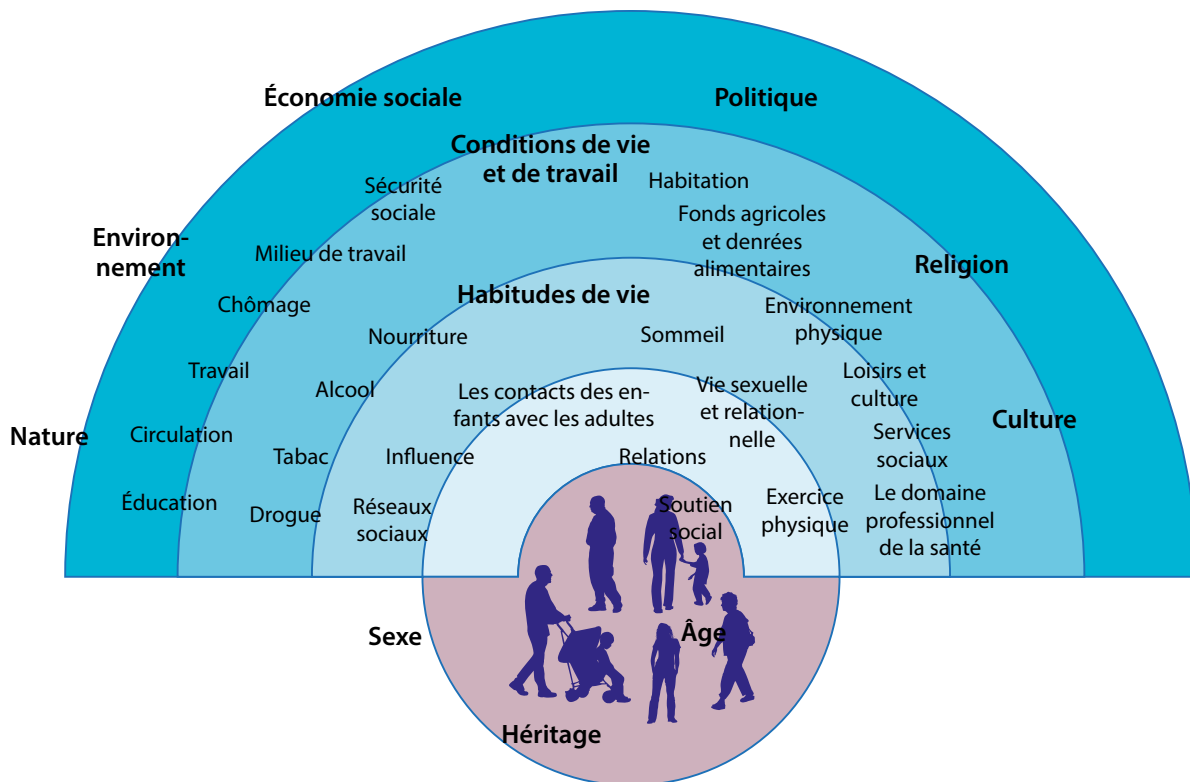 Économie sociale
Politique
Conditions de vie
et de travail
Sécurité
sociale
Habitation
Fonds agricoles
et denrées
alimentaires
Environ-
nement
Milieu de travail
Religion
Chômage
Habitudes de vie
Environnement
physique
Nourriture
Sommeil
Travail
Alcool
Les contacts des en-
fants avec les adultes
Vie sexuelle
et relation-
nelle
Loisirs et
culture
Culture
Nature
Circulation
Tabac
Influence
Relations
Services
sociaux
Éducation
Drogue
Réseaux
sociaux
Soutien
social
Exercice
physique
Le domaine
professionnel
de la santé
Sexe
Âge
Héritage